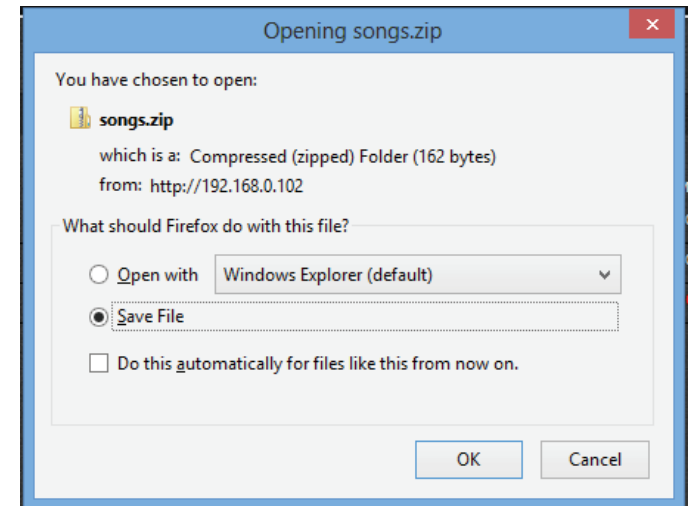 Opening songs.zip
You have chosen to open:
songs.zip
which is a: Compressed (zipped) Folder (162 bytes)
from: http://192.168.0.102
What should Firefox do with this file?
Open with Windows Explorer (default)
Save File
Do this automatically for files like this from now on.
OK Cancel